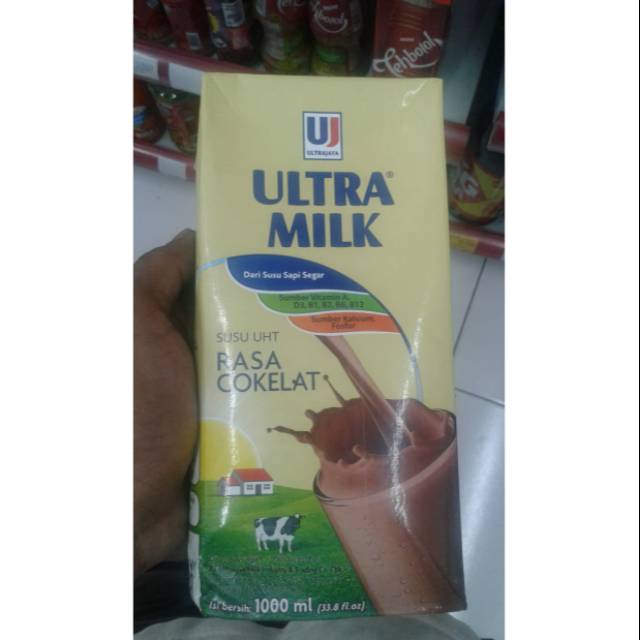 Tehbotol
UJ
ULTRAJAYA
ULTRA®
MILK
Dari Susu Sapi Segar
Sumber Vitamin A,
D3, B1, B2, B6, B12
Sumber Kalsium,
Fosfor
SUSU UHT
RASA
COKELAT
Isi bersih: 1000 ml (33.8 fl.oz)